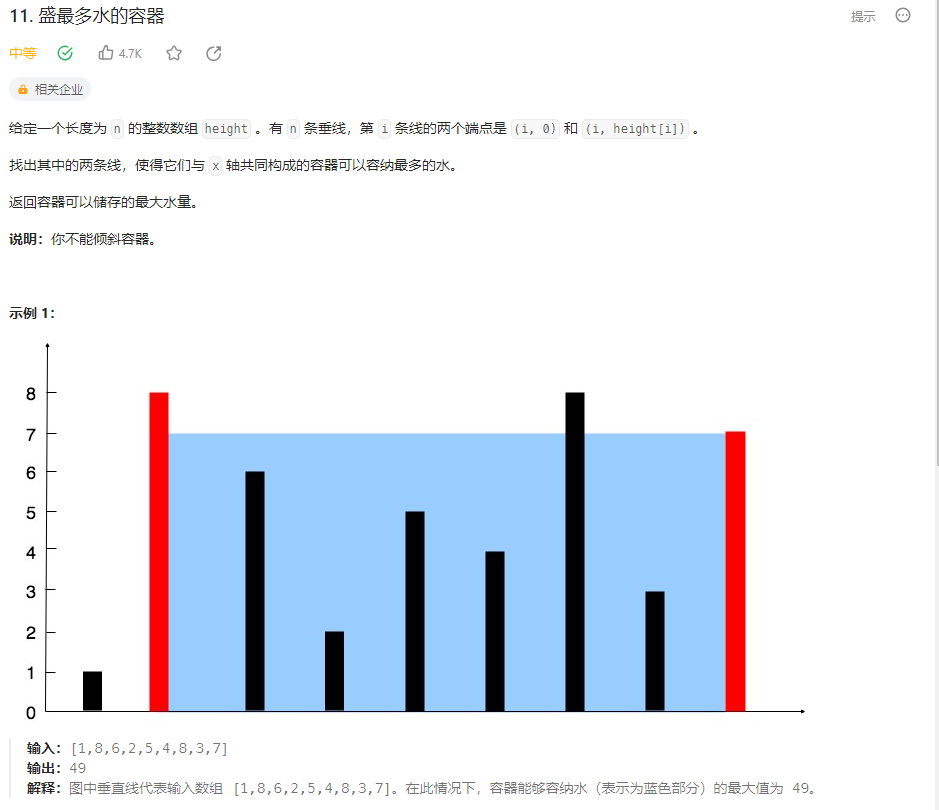 11. 盛最多水的容器
提示
中等 4.7K
相关企业
给定一个长度为 n 的整数数组 height 。有 n 条垂线，第 i 条线的两个端点是 (i, 0) 和 (i, height[i]) 。
找出其中的两条线，使得它们与 x 轴共同构成的容器可以容纳最多的水。
返回容器可以储存的最大水量。
说明：你不能倾斜容器。
示例 1：
8
7
6
5
4
3
2
1
0
输入：[1,8,6,2,5,4,8,3,7]
输出：49
解释：图中垂直线代表输入数组 [1,8,6,2,5,4,8,3,7]。在此情况下，容器能够容纳水（表示为蓝色部分）的最大值为 49。